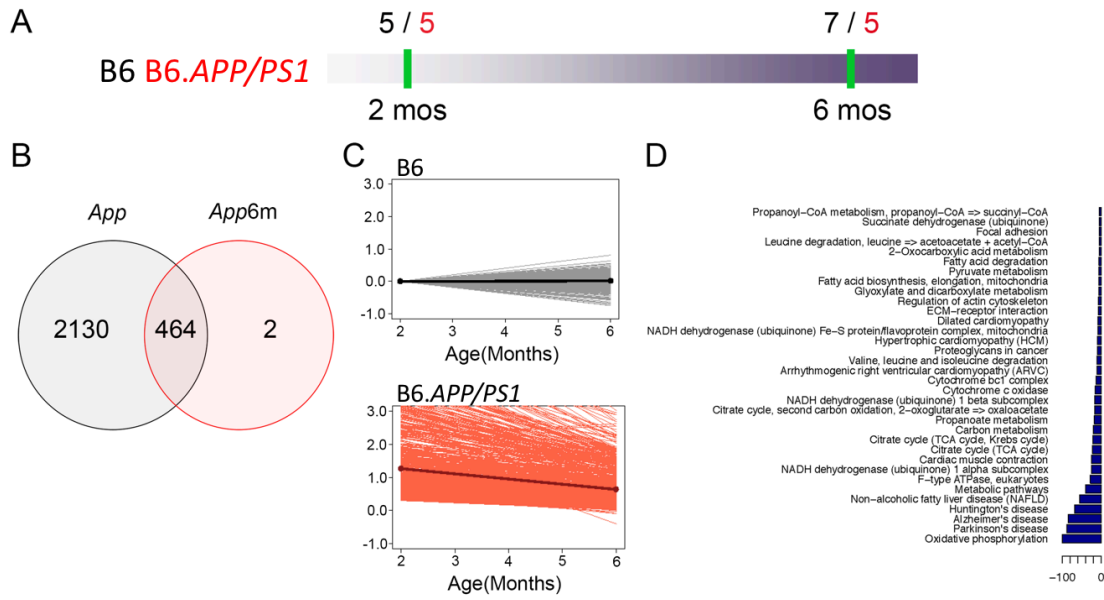 A
5 / 5
7 / 5
B6 B6.APP/PS1
2 mos
6 mos
B
App
App6m
2130
464
2
C
B6
3.0
2.0
1.0
0.0
-1.0
2 3 4 5 6
Age(Months)
B6.APP/PS1
3.0
2.0
1.0
0.0
-1.0
2 3 4 5 6
Age(Months)
D
Propanoyl-CoA metabolism, propanoyl-CoA => succinyl-CoA
Succinate dehydrogenase (ubiquinone)
Focal adhesion
Leucine degradation, leucine => acetoacetate + acetyl-CoA
2-Oxocarboxylic acid metabolism
Fatty acid degradation
Pyruvate metabolism
Fatty acid biosynthesis, elongation, mitochondria
Glyoxylate and dicarboxylate metabolism
Regulation of actin cytoskeleton
ECM-receptor interaction
Dilated cardiomyopathy
NADH dehydrogenase (ubiquinone) Fe-S protein/flavoprotein complex, mitochondria
Hypertrophic cardiomyopathy (HCM)
Proteoglycans in cancer
Valine, leucine and isoleucine degradation
Arrhythmogenic right ventricular cardiomyopathy (ARVC)
Cytochrome bc1 complex
Cytochrome c oxidase
NADH dehydrogenase (ubiquinone) 1 beta subcomplex
Citrate cycle, second carbon oxidation, 2-oxoglutarate => oxaloacetate
Propanoate metabolism
Carbon metabolism
Citrate cycle (TCA cycle, Krebs cycle)
Citrate cycle (TCA cycle)
Cardiac muscle contraction
NADH dehydrogenase (ubiquinone) 1 alpha subcomplex
F-type ATPase, eukaryotes
Metabolic pathways
Non-alcoholic fatty liver disease (NAFLD)
Huntington's disease
Alzheimer's disease
Parkinson's disease
Oxidative phosphorylation
-100 0